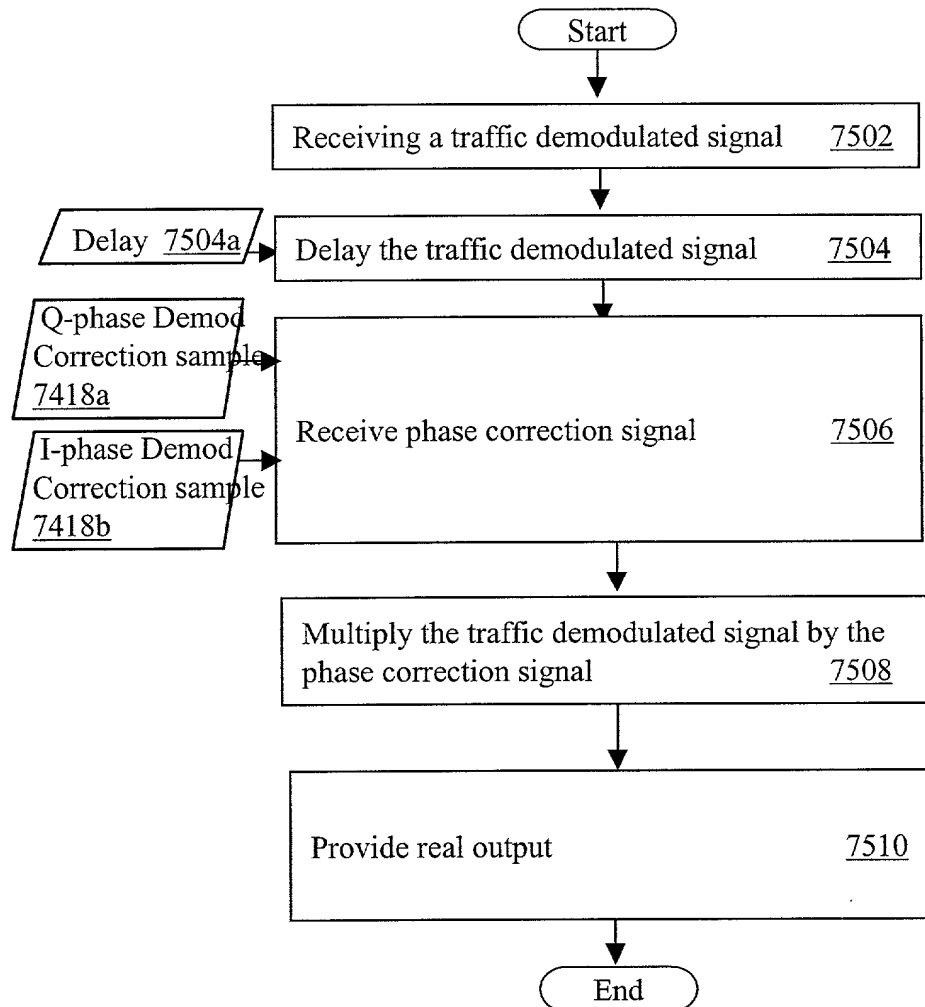 Start
Receiving a traffic demodulated signal 7502
Delay 7504a
Delay the traffic demodulated signal 7504
Q-phase Demod
Correction sample
7418a
Receive phase correction signal 7506
I-phase Demod
Correction sample
7418b
Multiply the traffic demodulated signal by the
phase correction signal 7508
Provide real output 7510
End